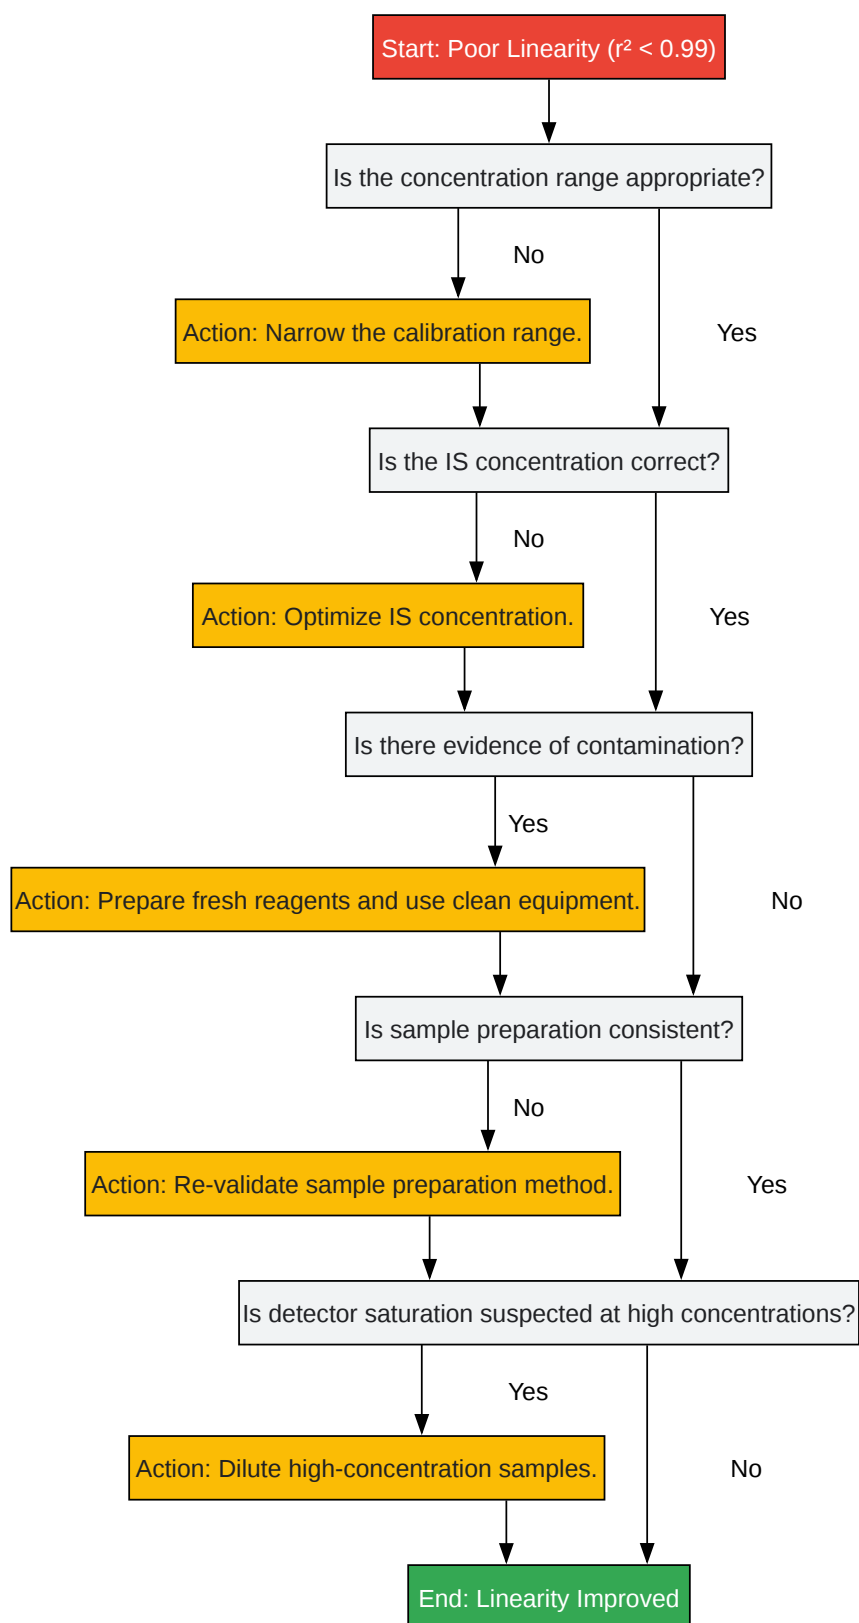 Start: Poor Linearity (r² < 0.99)
Is the concentration range appropriate?
No
Action: Narrow the calibration range.
Yes
Is the IS concentration correct?
No
Action: Optimize IS concentration.
Yes
Is there evidence of contamination?
Yes
Action: Prepare fresh reagents and use clean equipment.
No
Is sample preparation consistent?
No
Action: Re-validate sample preparation method.
Yes
Is detector saturation suspected at high concentrations?
Yes
Action: Dilute high-concentration samples.
No
End: Linearity Improved